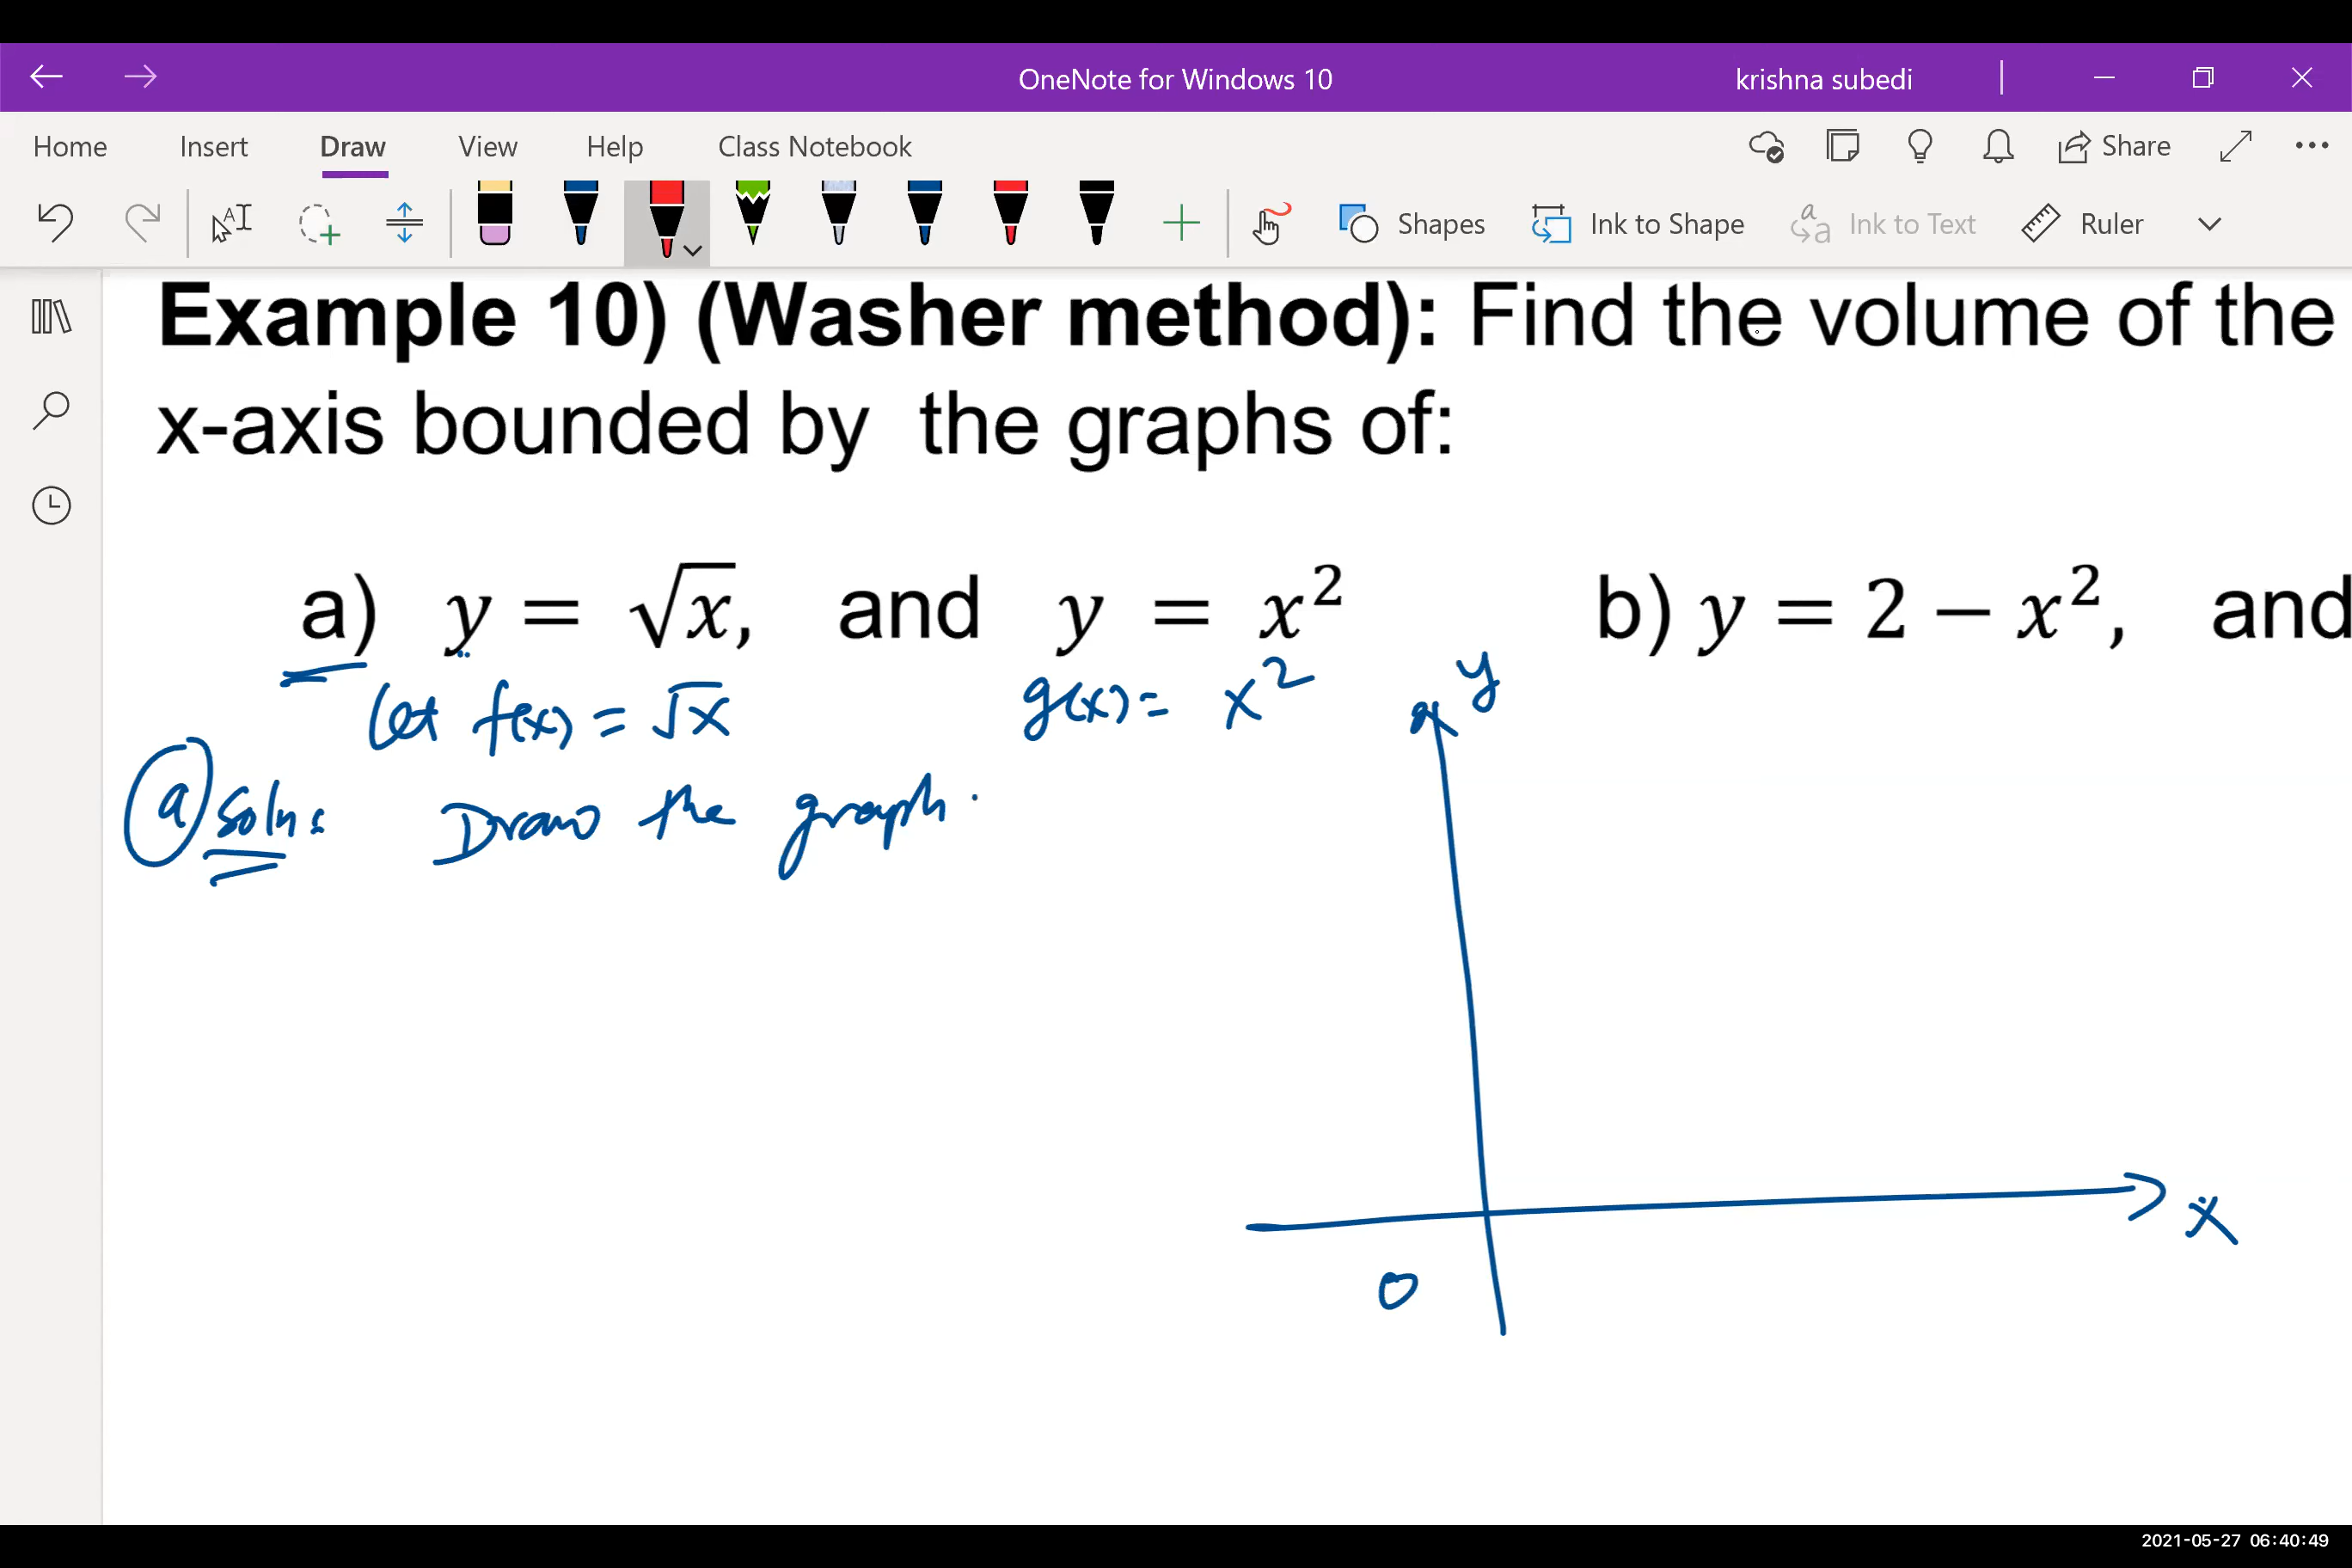 OneNote for Windows 10
krishna subedi
Home Insert Draw View Help Class Notebook Share
Shapes Ink to Shape Ink to Text Ruler
Example 10) (Washer method): Find the volume of the
x-axis bounded by the graphs of:
a) y = √x, and y = x² b) y = 2 − x², and
let f(x) = √x g(x) = x²
y
(a) Soln: Draw the graph.
x
0
2021-05-27 06:40:49